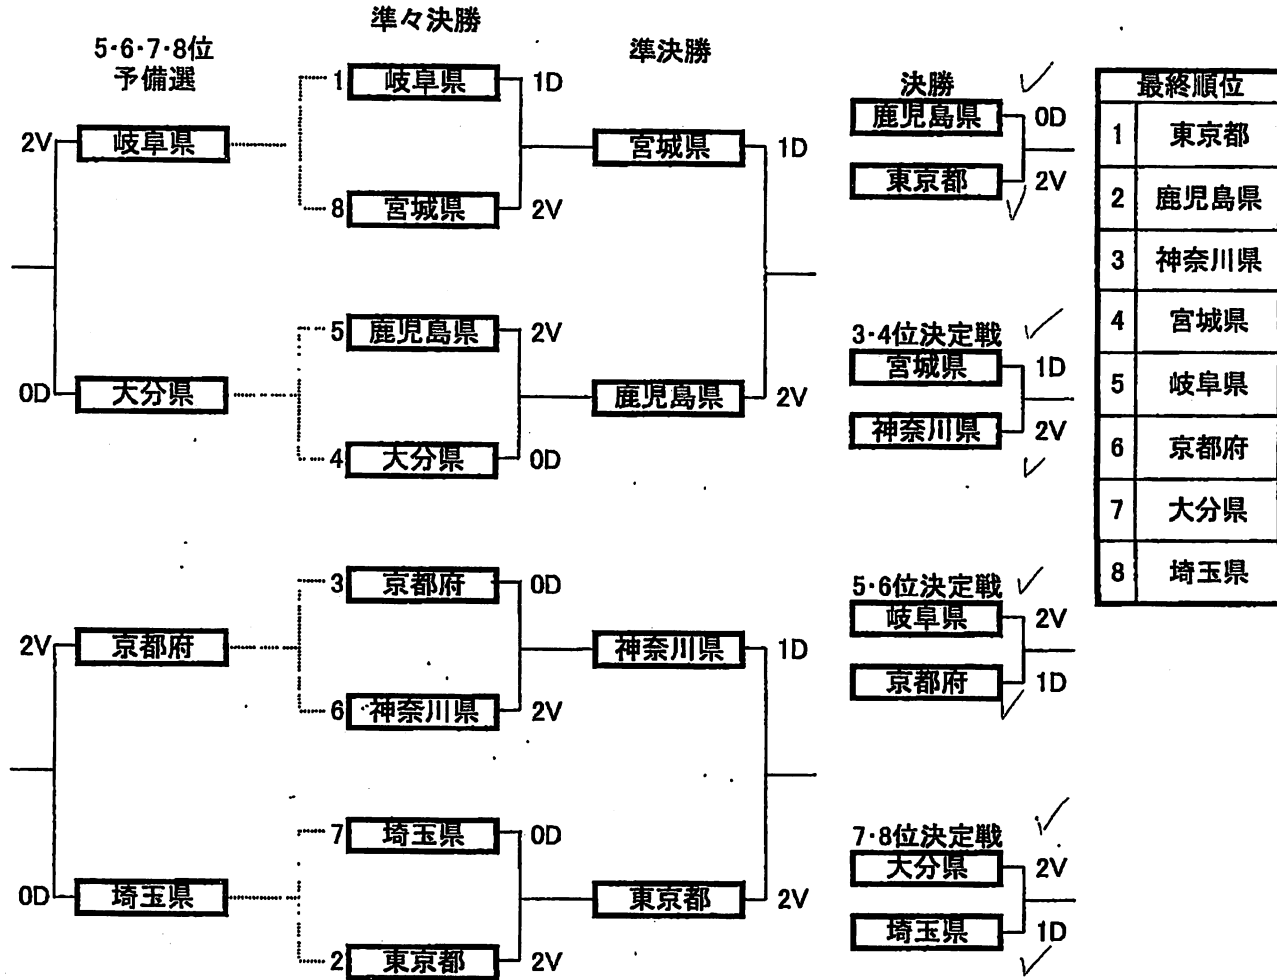 5･6･7･8位
予備選
2V
岐阜県
0D
大分県
2V
京都府
0D
埼玉県
準々決勝
1
岐阜県
1D
8
宮城県
2V
5
鹿児島県
2V
4
大分県
0D
3
京都府
0D
6
神奈川県
2V
7
埼玉県
0D
2
東京都
2V
準決勝
宮城県
1D
鹿児島県
2V
神奈川県
1D
東京都
2V
決勝
鹿児島県
0D
東京都
2V
3･4位決定戦
宮城県
1D
神奈川県
2V
5･6位決定戦
岐阜県
2V
京都府
1D
7･8位決定戦
大分県
2V
埼玉県
1D
最終順位
1 東京都
2 鹿児島県
3 神奈川県
4 宮城県
5 岐阜県
6 京都府
7 大分県
8 埼玉県